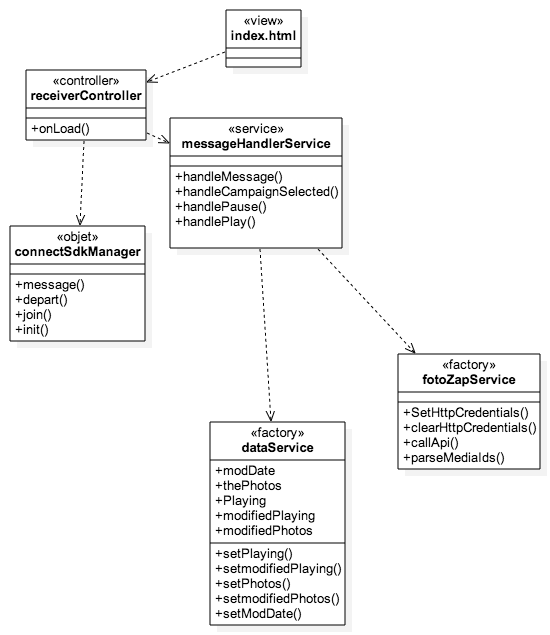 «view»
index.html
«controller»
receiverController
+onLoad()
«service»
messageHandlerService
+handleMessage()
+handleCampaignSelected()
+handlePause()
+handlePlay()
«objet»
connectSdkManager
+message()
+depart()
+join()
+init()
«factory»
fotoZapService
+SetHttpCredentials()
+clearHttpCredentials()
+callApi()
+parseMediaIds()
«factory»
dataService
+modDate
+thePhotos
+Playing
+modifiedPlaying
+modifiedPhotos
+setPlaying()
+setmodifiedPlaying()
+setPhotos()
+setmodifiedPhotos()
+setModDate()